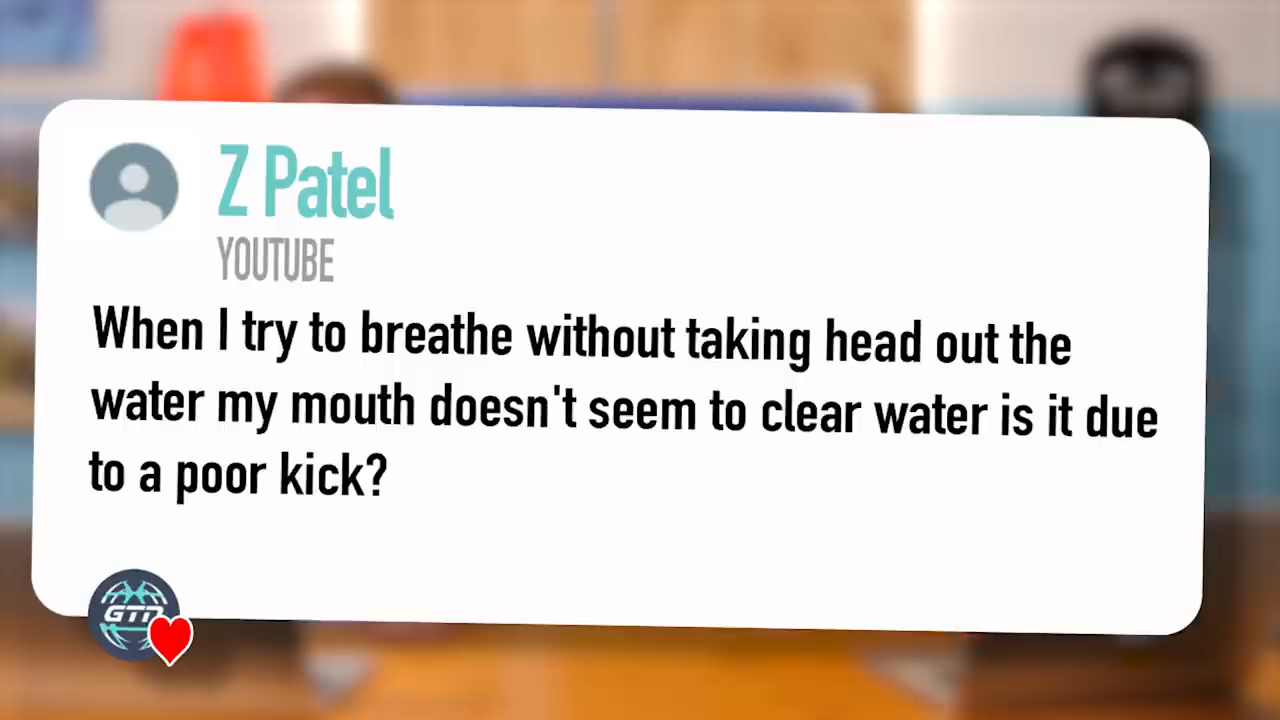 Z Patel
YOUTUBE
When I try to breathe without taking head out the
water my mouth doesn't seem to clear water is it due
to a poor kick?
GTN